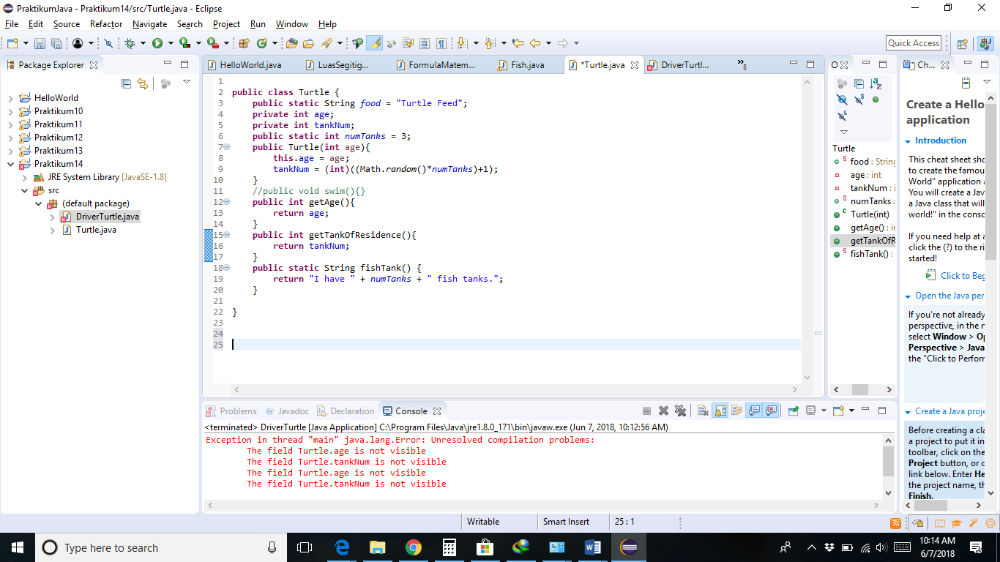 PraktikumJava - Praktikum14/src/Turtle.java - Eclipse
File Edit Source Refactor Navigate Search Project Run Window Help
Quick Access
Package Explorer
HelloWorld
Praktikum10
Praktikum11
Praktikum12
Praktikum13
Praktikum14
JRE System Library [JavaSE-1.8]
src
(default package)
DriverTurtle.java
Turtle.java
HelloWorld.java LuasSegitig... FormulaMatem... Fish.java *Turtle.java DriverTurtl... »8
1
2 public class Turtle {
3 public static String food = "Turtle Feed";
4 private int age;
5 private int tankNum;
6 public static int numTanks = 3;
7 public Turtle(int age){
8 this.age = age;
9 tankNum = (int)((Math.random()*numTanks)+1);
10 }
11 //public void swim(){}
12 public int getAge(){
13 return age;
14 }
15 public int getTankOfResidence(){
16 return tankNum;
17 }
18 public static String fishTank() {
19 return "I have " + numTanks + " fish tanks.";
20 }
21
22 }
23
24
25
O
Turtle
food : String
age : int
tankNum : i
numTanks :
Turtle(int)
getAge() : in
getTankOfR
fishTank() :
Ch...
Create a Hello
application
Introduction
This cheat sheet sho
to create the famou
World" application a
You will create a Jav
a Java class that will
world!" in the conso
If you need help at a
click the (?) to the ri
started!
Click to Beg
Open the Java per
If you're not already
perspective, in the m
select Window > Op
Perspective > Java
the "Click to Perform
Create a Java proje
Before creating a cla
a project to put it in
toolbar, click on the
Project button, or c
link below. Enter He
the project name, th
Finish.
Problems @ Javadoc Declaration Console
<terminated> DriverTurtle [Java Application] C:\Program Files\Java\jre1.8.0_171\bin\javaw.exe (Jun 7, 2018, 10:12:56 AM)
Exception in thread "main" java.lang.Error: Unresolved compilation problems:
The field Turtle.age is not visible
The field Turtle.tankNum is not visible
The field Turtle.age is not visible
The field Turtle.tankNum is not visible
Writable Smart Insert 25 : 1
Type here to search
10:14 AM
6/7/2018